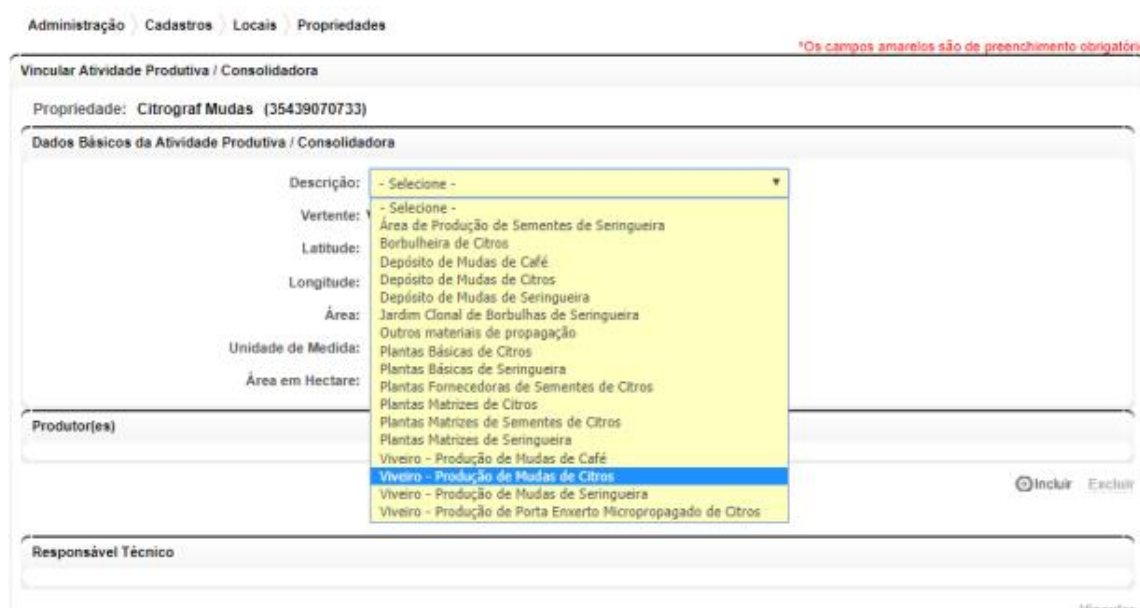 Administração Cadastros Locais Propriedades
*Os campos amarelos são de preenchimento obrigatóri
Vincular Atividade Produtiva / Consolidadora
Propriedade: Citrograf Mudas (35439070733)
Dados Básicos da Atividade Produtiva / Consolidadora
Descrição: - Selecione -
Vertente:
Latitude:
Longitude:
Área:
Unidade de Medida:
Área em Hectare:
- Selecione -
Área de Produção de Sementes de Seringueira
Borbulheira de Citros
Depósito de Mudas de Café
Depósito de Mudas de Citros
Depósito de Mudas de Seringueira
Jardim Clonal de Borbulhas de Seringueira
Outros materiais de propagação
Plantas Básicas de Citros
Plantas Básicas de Seringueira
Plantas Fornecedoras de Sementes de Citros
Plantas Matrizes de Citros
Plantas Matrizes de Sementes de Citros
Plantas Matrizes de Seringueira
Viveiro - Produção de Mudas de Café
Viveiro - Produção de Mudas de Citros
Viveiro - Produção de Mudas de Seringueira
Viveiro - Produção de Porta Enxerto Micropropagado de Citros
Produtor(es)
Incluir Excluir
Responsável Técnico